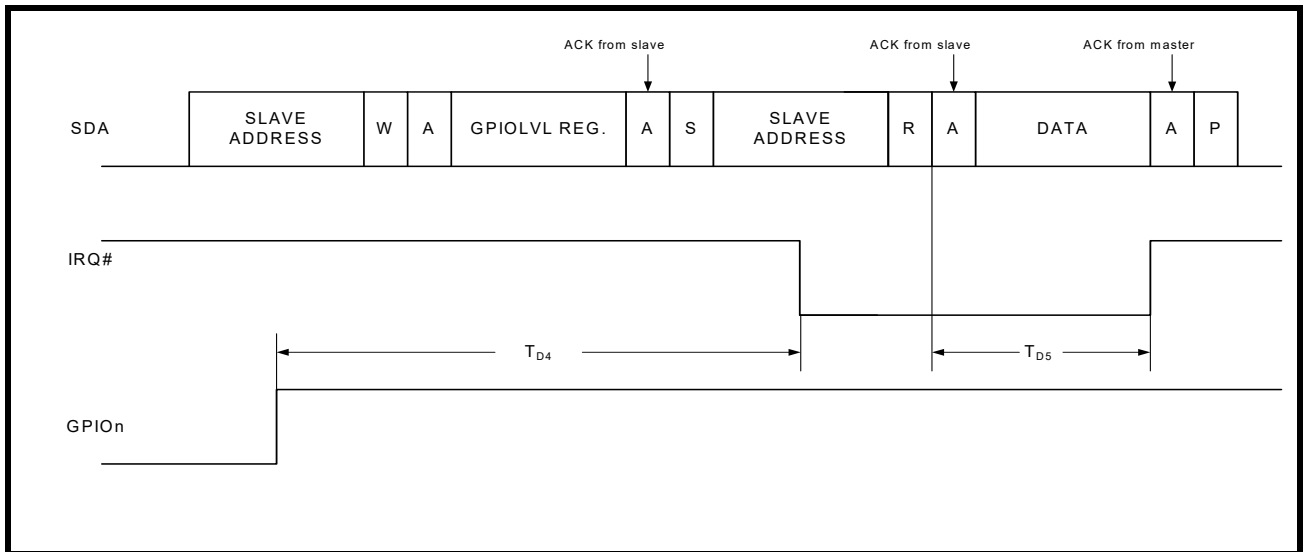 ACK from slave
ACK from slave
ACK from master
SDA
SLAVE
ADDRESS
W
A
GPIOLVL REG.
A
S
SLAVE
ADDRESS
R
A
DATA
A
P
IRQ#
TD4
TD5
GPIOn